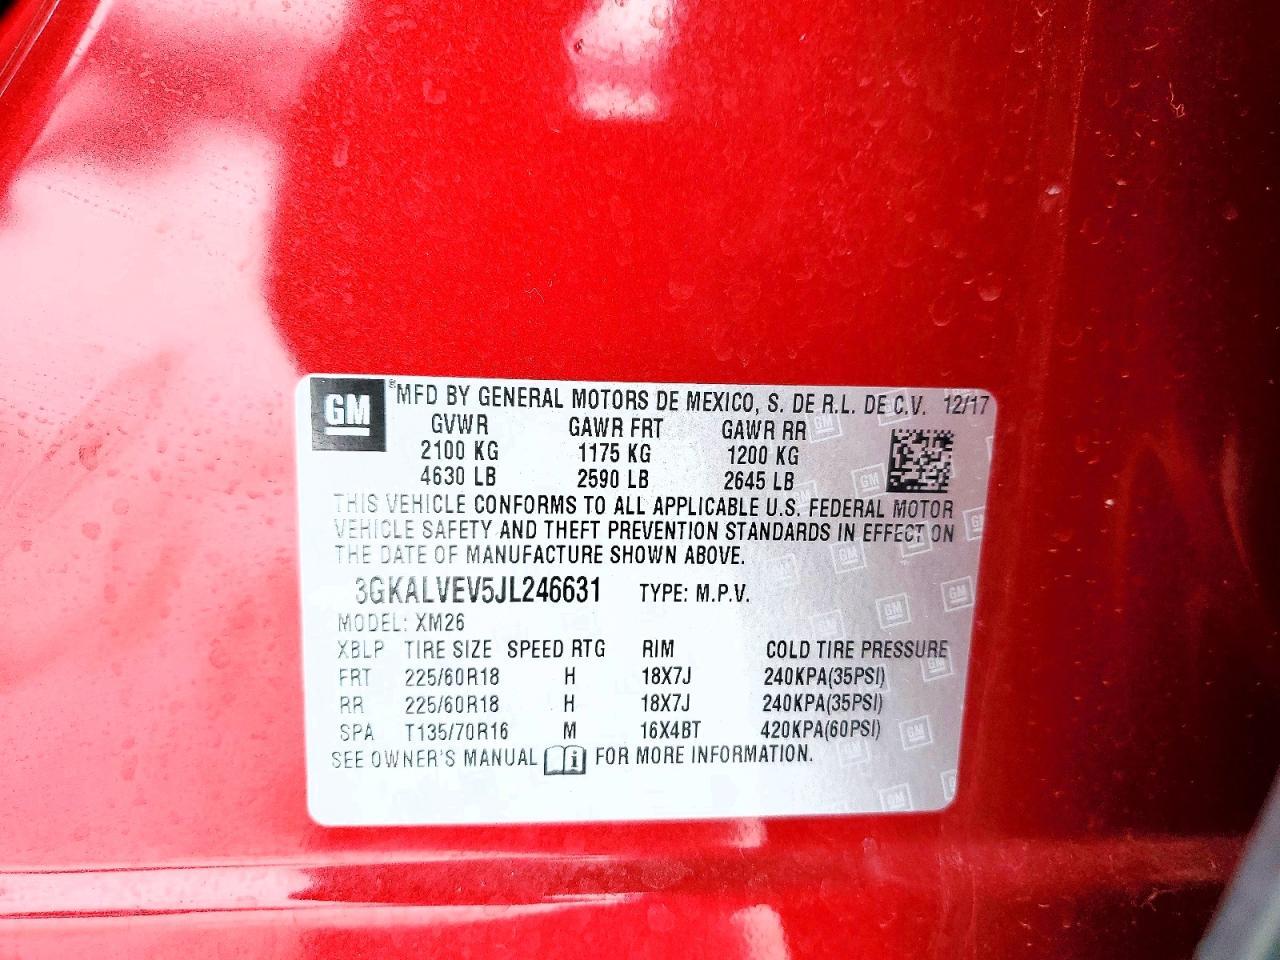 GM ®MFD BY GENERAL MOTORS DE MEXICO, S. DE R.L. DE C.V. 12/17
GVWR GAWR FRT GAWR RR
2100 KG 1175 KG 1200 KG
4630 LB 2590 LB 2645 LB
THIS VEHICLE CONFORMS TO ALL APPLICABLE U.S. FEDERAL MOTOR
VEHICLE SAFETY AND THEFT PREVENTION STANDARDS IN EFFECT ON
THE DATE OF MANUFACTURE SHOWN ABOVE.
3GKALVEV5JL246631 TYPE: M.P.V.
MODEL: XM26
XBLP TIRE SIZE SPEED RTG RIM COLD TIRE PRESSURE
FRT 225/60R18 H 18X7J 240KPA(35PSI)
RR 225/60R18 H 18X7J 240KPA(35PSI)
SPA T135/70R16 M 16X4BT 420KPA(60PSI)
SEE OWNER'S MANUAL i FOR MORE INFORMATION.